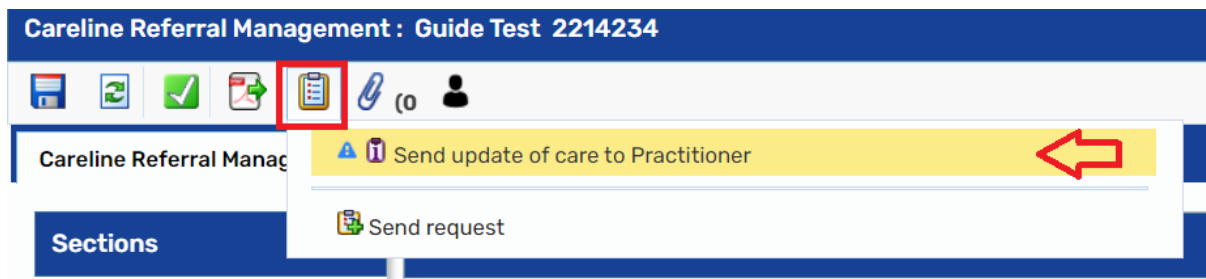 Careline Referral Management : Guide Test 2214234
(0
Send update of care to Practitioner
Careline Referral Manag
Send request
Sections